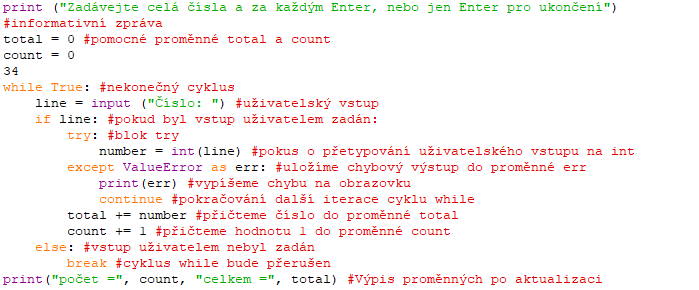 print ("Zadávejte celá čísla a za každým Enter, nebo jen Enter pro ukončení")
#informativní zpráva
total = 0 #pomocné proměnné total a count
count = 0
34
while True: #nekonečný cyklus
    line = input ("Číslo: ") #uživatelský vstup
    if line: #pokud byl vstup uživatelem zadán:
        try: #blok try
            number = int(line) #pokus o přetypování uživatelského vstupu na int
        except ValueError as err: #uložíme chybový výstup do proměnné err
            print(err) #vypíšeme chybu na obrazovku
            continue #pokračování další iterace cyklu while
        total += number #přičteme číslo do proměnné total
        count += 1 #přičteme hodnotu 1 do proměnné count
    else: #vstup uživatelem nebyl zadán
        break #cyklus while bude přerušen
print("počet =", count, "celkem =", total) #Výpis proměnných po aktualizaci